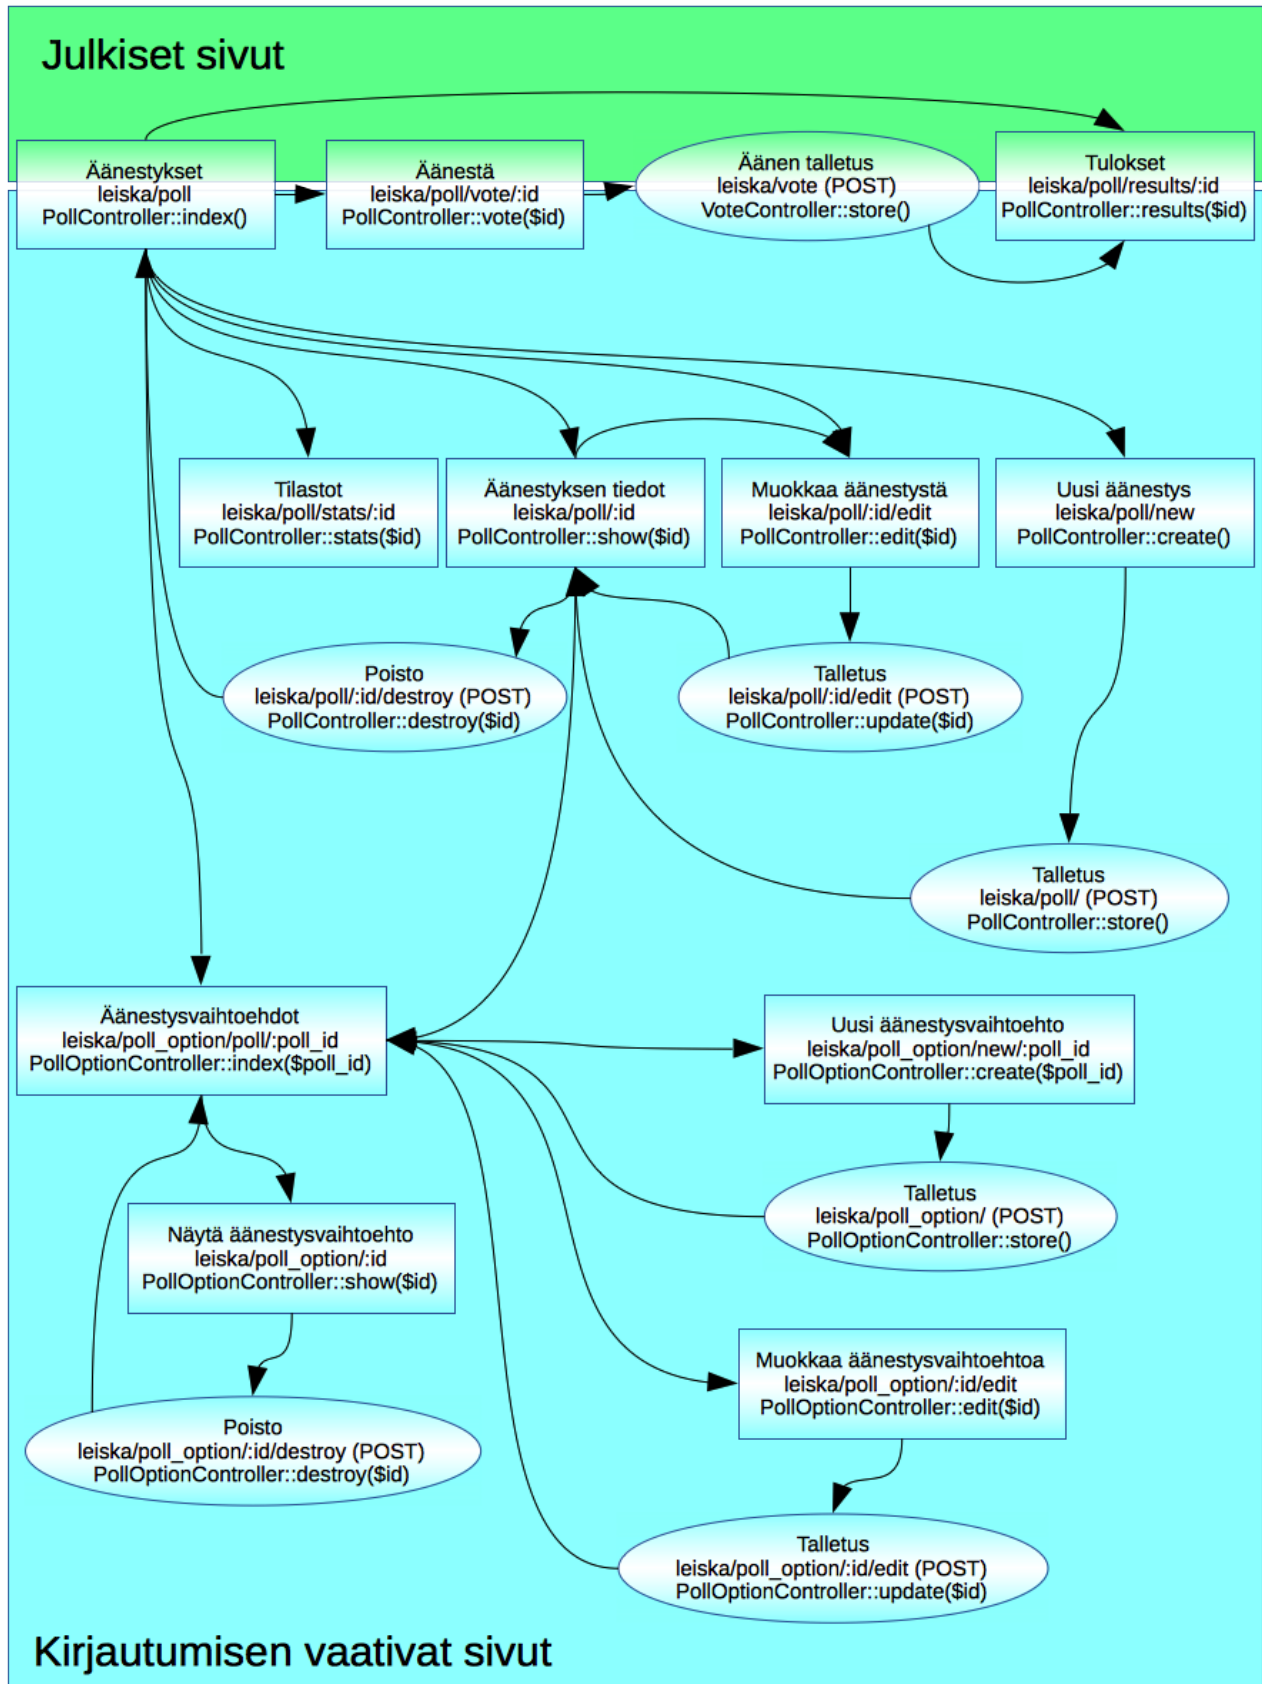 Julkiset sivut
Äänestykset
leiska/poll
PollController::index()
Äänestä
leiska/poll/vote/:id
PollController::vote($id)
Äänen talletus
leiska/vote (POST)
VoteController::store()
Tulokset
leiska/poll/results/:id
PollController::results($id)
Tilastot
leiska/poll/stats/:id
PollController::stats($id)
Äänestyksen tiedot
leiska/poll/:id
PollController::show($id)
Muokkaa äänestystä
leiska/poll/:id/edit
PollController::edit($id)
Uusi äänestys
leiska/poll/new
PollController::create()
Poisto
leiska/poll/:id/destroy (POST)
PollController::destroy($id)
Talletus
leiska/poll/:id/edit (POST)
PollController::update($id)
Talletus
leiska/poll/ (POST)
PollController::store()
Äänestysvaihtoehdot
leiska/poll_option/poll/:poll_id
PollOptionController::index($poll_id)
Uusi äänestysvaihtoehto
leiska/poll_option/new/:poll_id
PollOptionController::create($poll_id)
Talletus
leiska/poll_option/ (POST)
PollOptionController::store()
Näytä äänestysvaihtoehto
leiska/poll_option/:id
PollOptionController::show($id)
Muokkaa äänestysvaihtoehtoa
leiska/poll_option/:id/edit
PollOptionController::edit($id)
Poisto
leiska/poll_option/:id/destroy (POST)
PollOptionController::destroy($id)
Talletus
leiska/poll_option/:id/edit (POST)
PollOptionController::update($id)
Kirjautumisen vaativat sivut